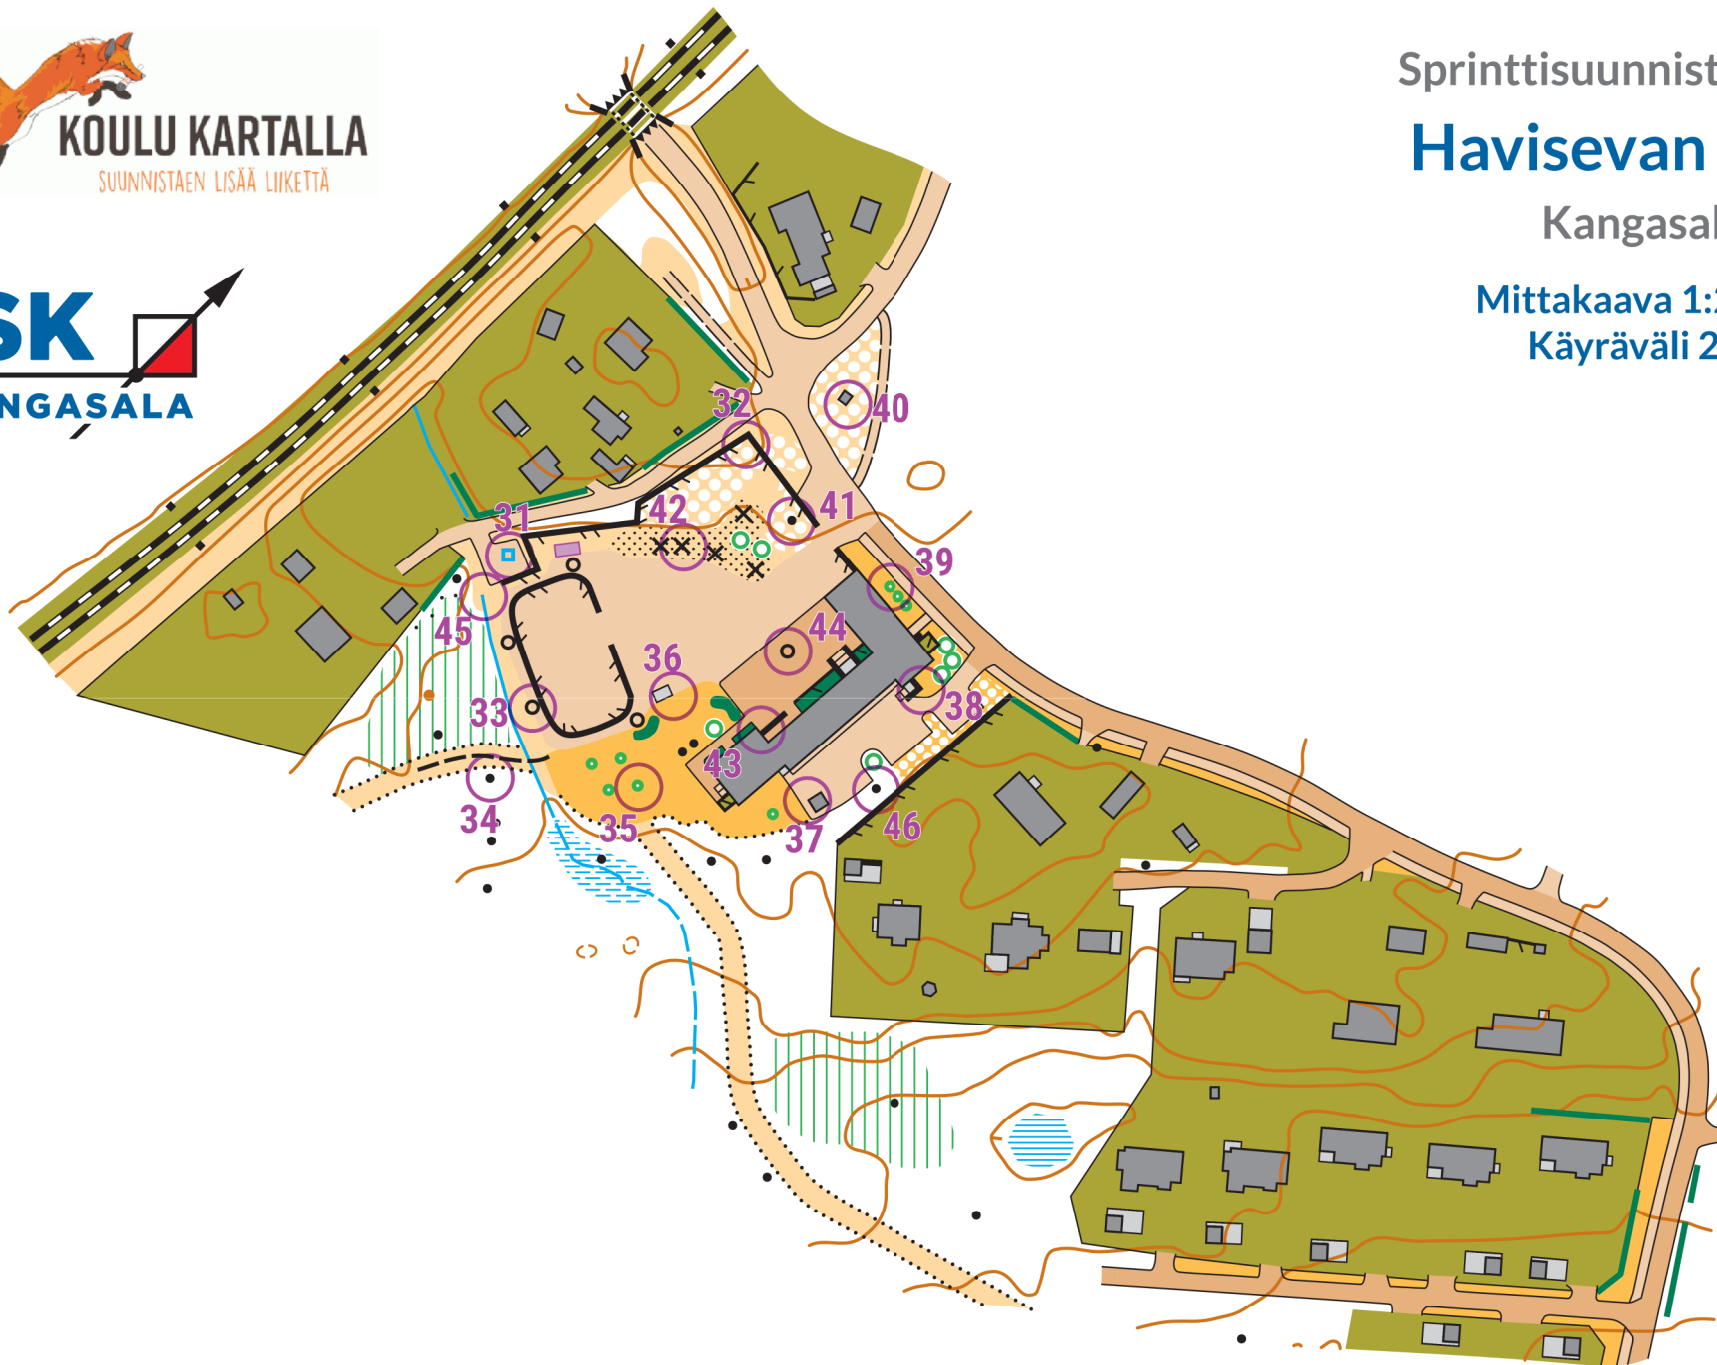 KOULU KARTALLA
SUUNNISTAEN LISÄÄ LIIKETTÄ
SK
NGASALA
Sprinttisuunnist
Havisevan
Kangasal
Mittakaava 1:
Käyräväli 2
32
40
42
41
31
39
45
44
36
33
38
43
34
35
37
46